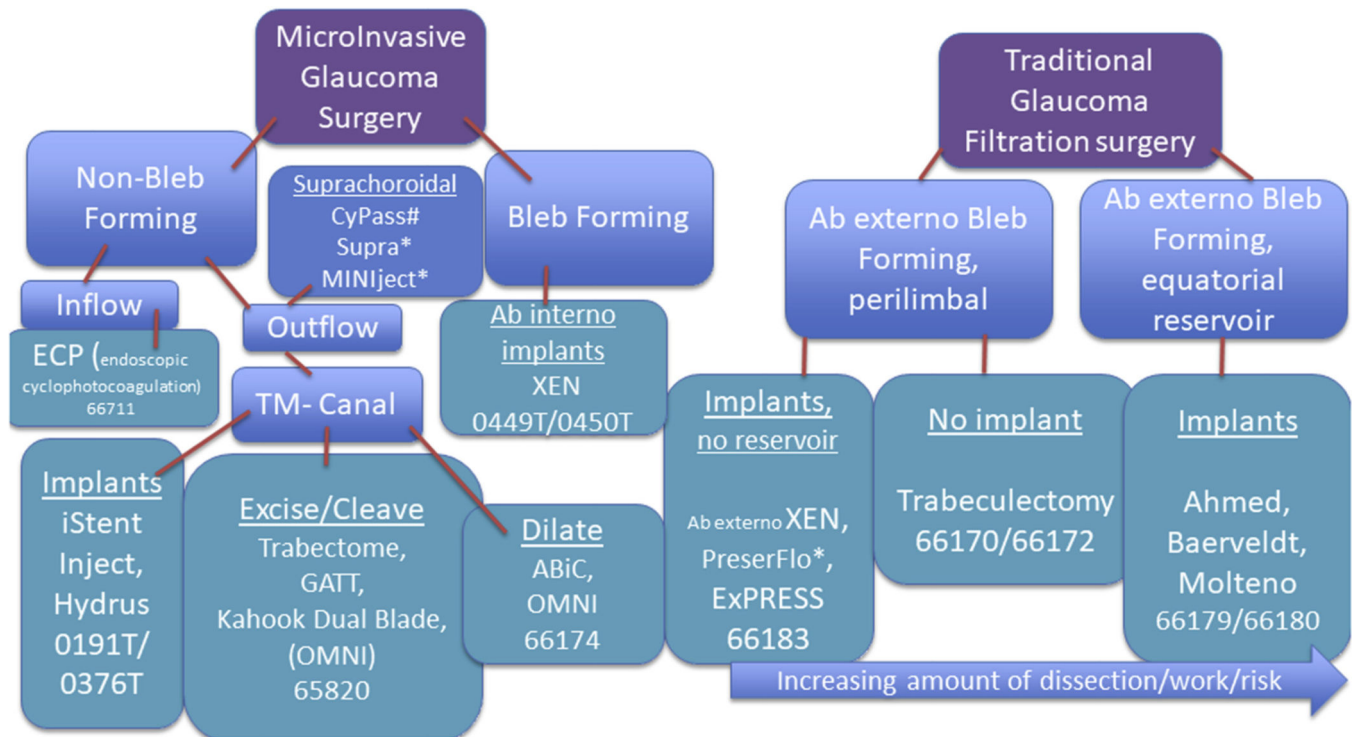 MicroInvasive
Glaucoma
Surgery
Non-Bleb
Forming
Suprachoroidal
CyPass#
Supra*
MINIject*
Bleb Forming
Inflow
ECP (endoscopic
cyclophotocoagulation)
66711
Outflow
TM- Canal
Ab interno
implants
XEN
0449T/0450T
Implants
iStent
Inject,
Hydrus
0191T/
0376T
Excise/Cleave
Trabectome,
GATT,
Kahook Dual Blade,
(OMNI)
65820
Dilate
ABiC,
OMNI
66174
Traditional
Glaucoma
Filtration surgery
Ab externo Bleb
Forming,
perilimbal
Ab externo Bleb
Forming,
equatorial
reservoir
Implants,
no reservoir
Ab externo XEN,
PreserFlo*,
ExPRESS
66183
No implant
Trabeculectomy
66170/66172
Implants
Ahmed,
Baerveldt,
Molteno
66179/66180
Increasing amount of dissection/work/risk